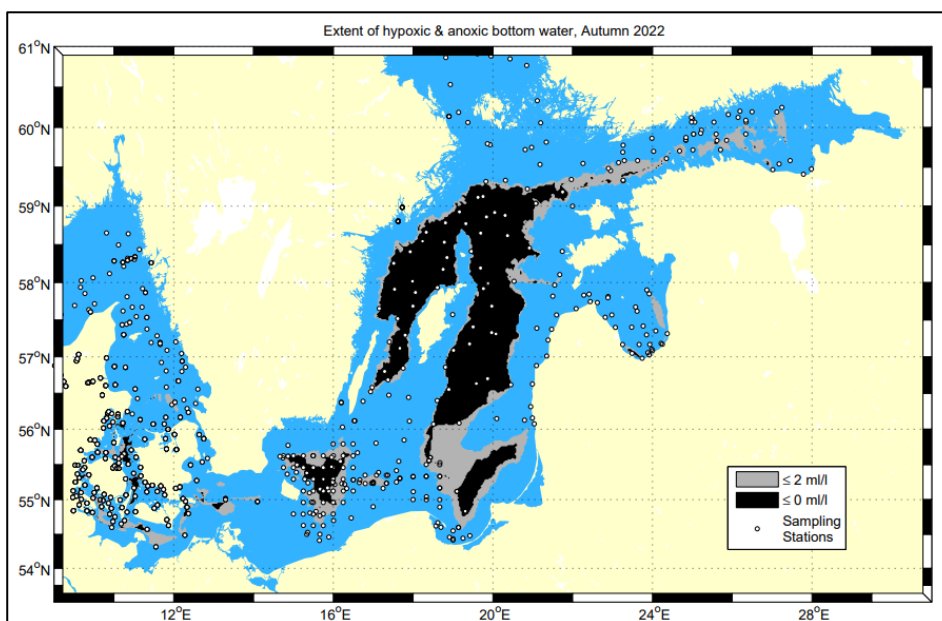 Extent of hypoxic & anoxic bottom water, Autumn 2022
61°N
60°N
59°N
58°N
57°N
56°N
55°N
54°N
≤ 2 ml/l
≤ 0 ml/l
Sampling
Stations
12°E
16°E
20°E
24°E
28°E